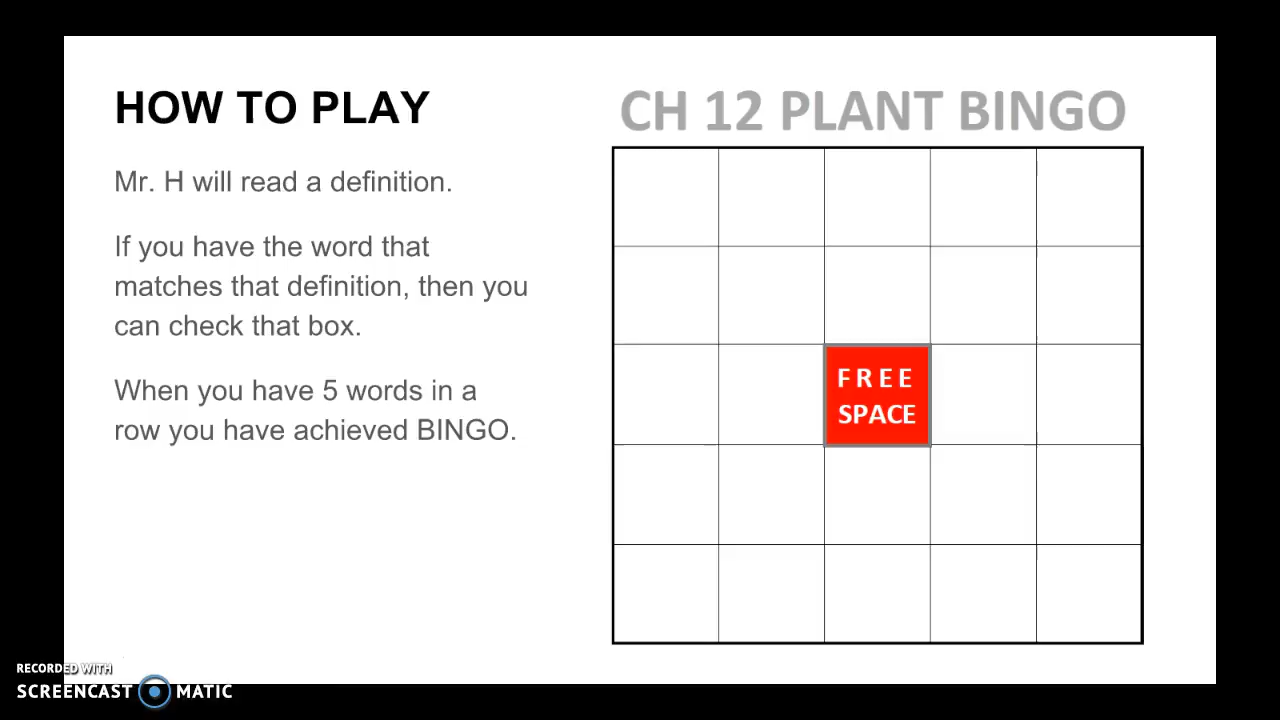 HOW TO PLAY
Mr. H will read a definition.
If you have the word that
matches that definition, then you
can check that box.
When you have 5 words in a
row you have achieved BINGO.
CH 12 PLANT BINGO
FREE
SPACE
RECORDED WITH
SCREENCAST MATIC